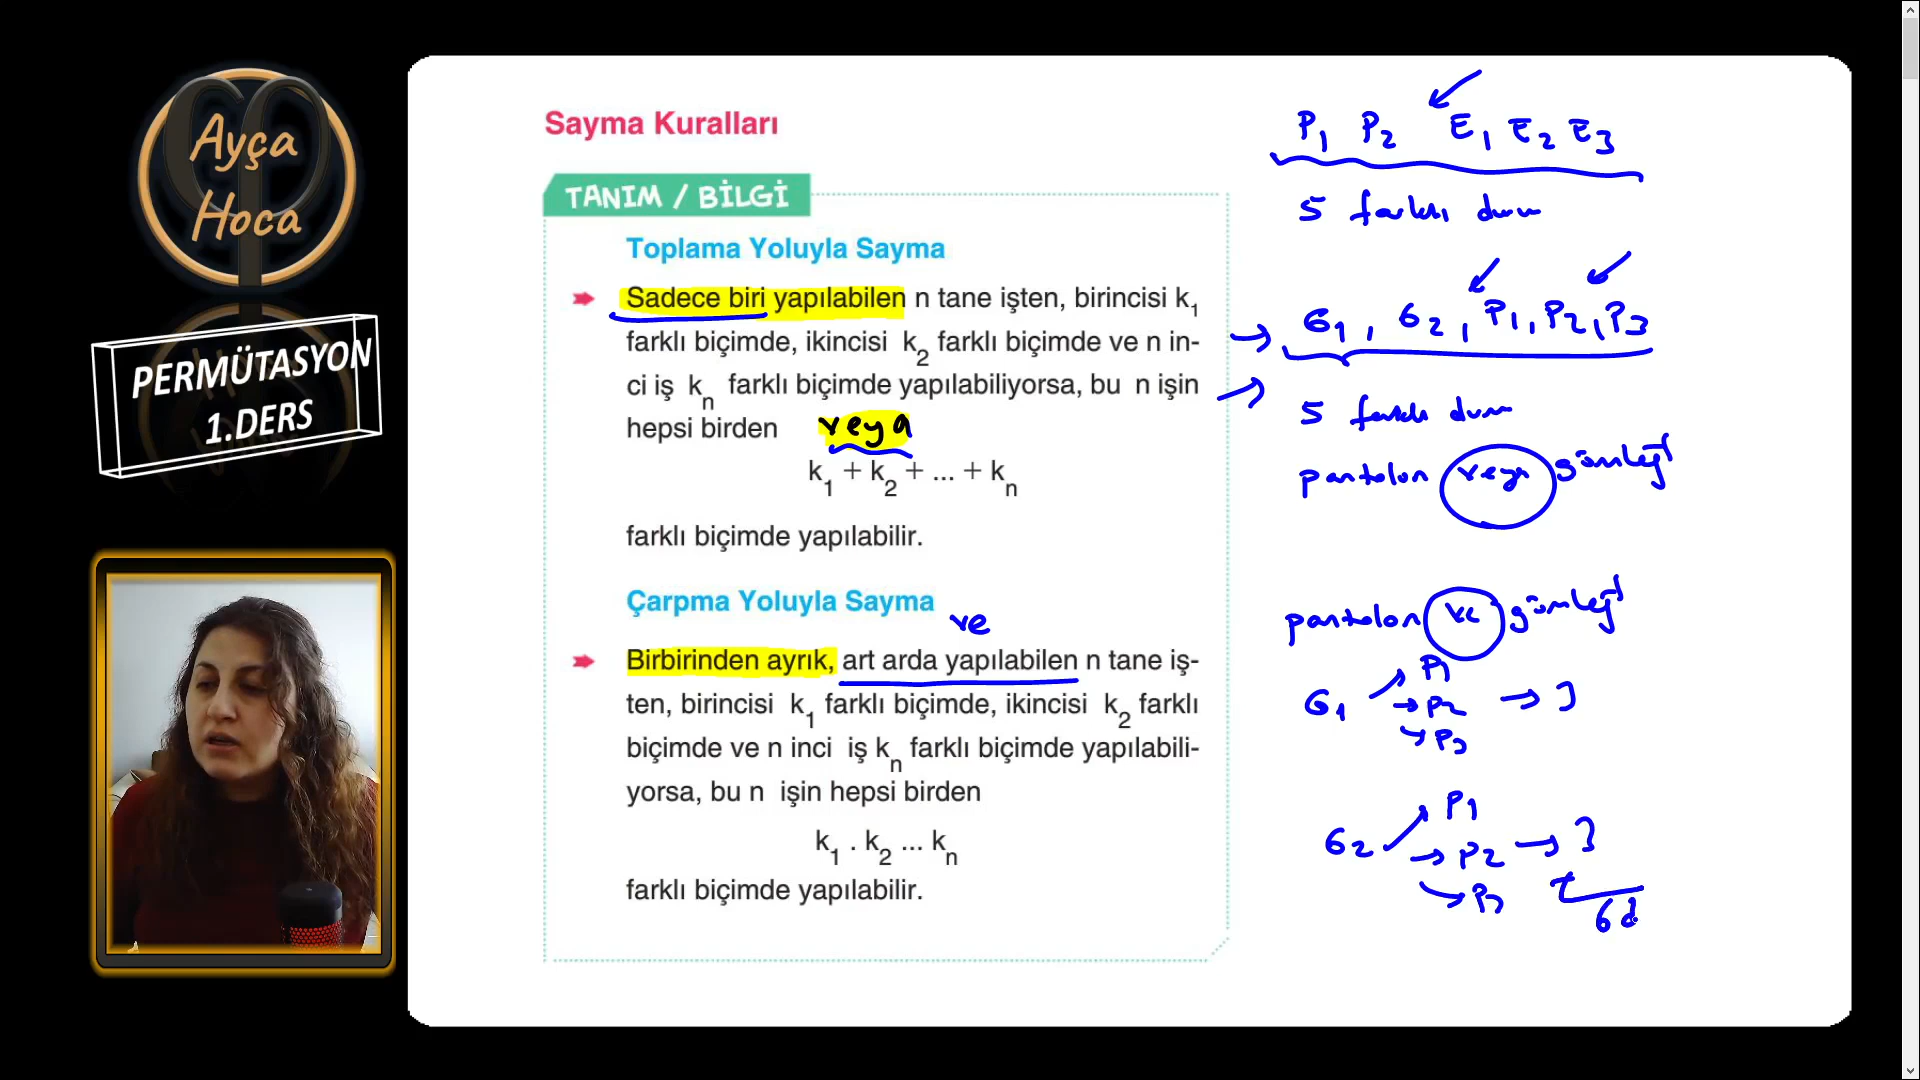 Ayça
Hoca
PERMÜTASYON
1.DERS
Sayma Kuralları
TANIM / BİLGİ
Toplama Yoluyla Sayma
Sadece biri yapılabilen n tane işten, birincisi k1
farklı biçimde, ikincisi k2 farklı biçimde ve n in-
ci iş kn farklı biçimde yapılabiliyorsa, bu n işin
hepsi birden veya
k1 + k2 + ... + kn
farklı biçimde yapılabilir.
Çarpma Yoluyla Sayma
ve
Birbirinden ayrık, art arda yapılabilen n tane iş-
ten, birincisi k1 farklı biçimde, ikincisi k2 farklı
biçimde ve n inci iş kn farklı biçimde yapılabili-
yorsa, bu n işin hepsi birden
k1 . k2 ... kn
farklı biçimde yapılabilir.
P1 P2 E1 E2 E3
5 farklı durum
G1, G2, P1, P2, P3
5 farklı durum
pantolon veya gömleği
pantolon ve gömleği
P1
G1 → P2 → 3
→ P3
P1
G2 → P2 → 3
→ P3
+
6d